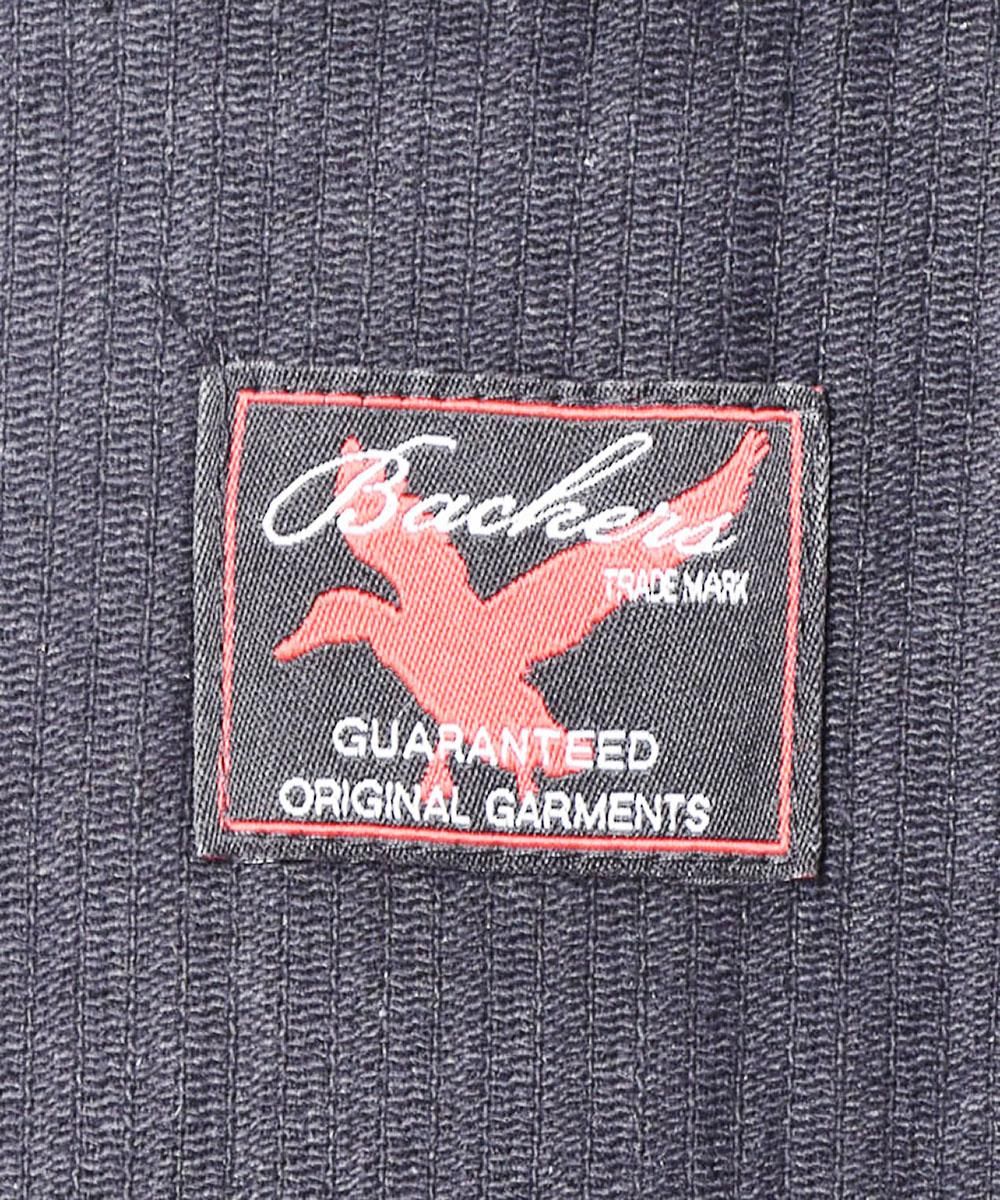 Backers
TRADE MARK
GUARANTEED
ORIGINAL GARMENTS